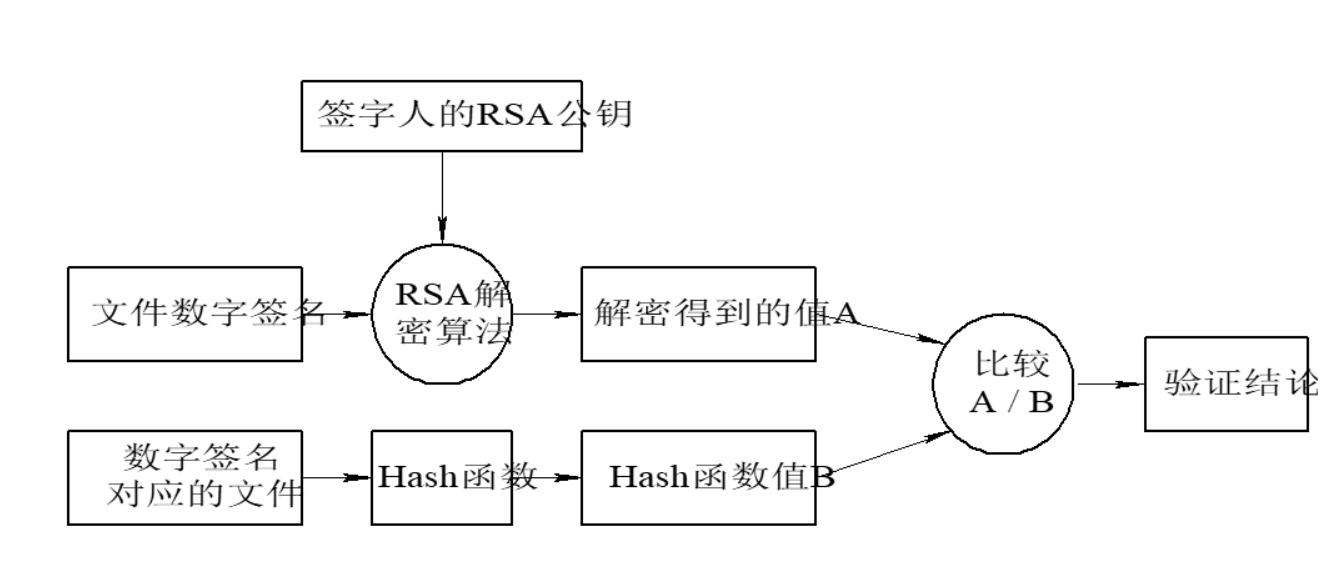 签字人的RSA公钥
文件数字签名
RSA解
密算法
解密得到的值A
比较
A / B
验证结论
数字签名
对应的文件
Hash函数
Hash函数值B